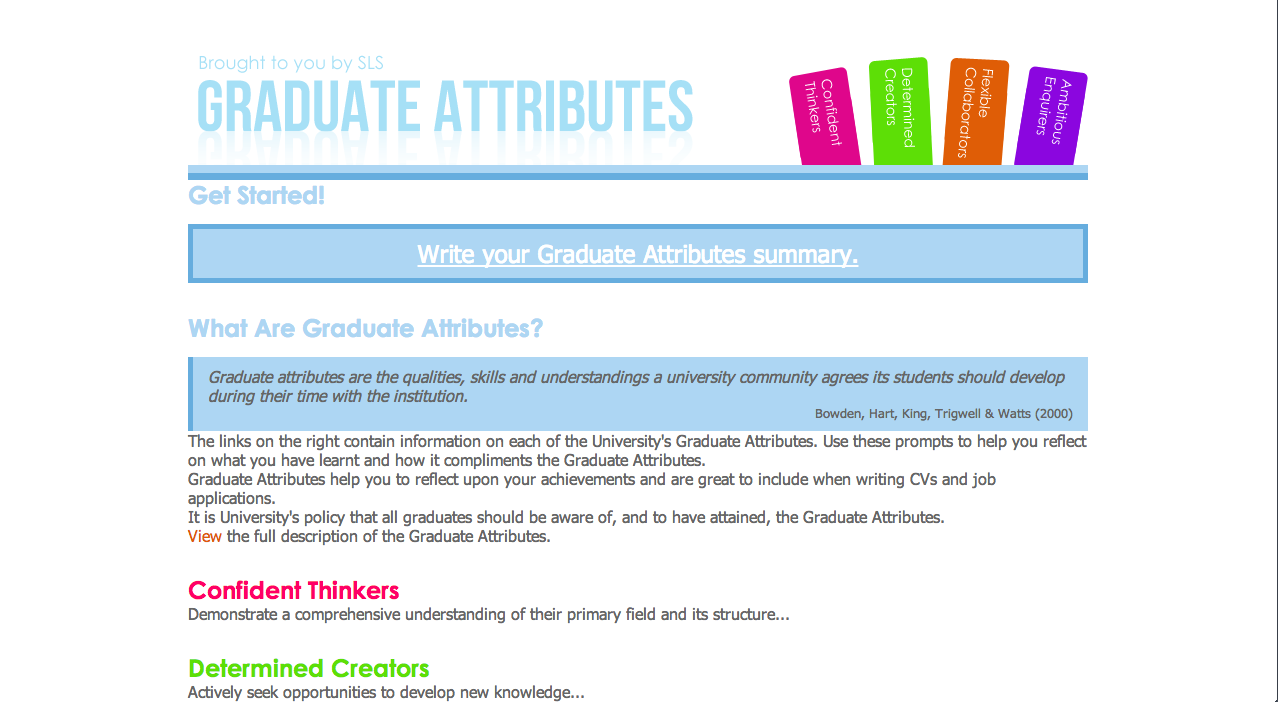 Brought to you by SLS
GRADUATE ATTRIBUTES
Confident
Thinkers
Determined
Creators
Flexible
Collaborators
Ambitious
Enquirers
Get Started!
Write your Graduate Attributes summary.
What Are Graduate Attributes?
Graduate attributes are the qualities, skills and understandings a university community agrees its students should develop
during their time with the institution.
Bowden, Hart, King, Trigwell & Watts (2000)
The links on the right contain information on each of the University's Graduate Attributes. Use these prompts to help you reflect
on what you have learnt and how it compliments the Graduate Attributes.
Graduate Attributes help you to reflect upon your achievements and are great to include when writing CVs and job
applications.
It is University's policy that all graduates should be aware of, and to have attained, the Graduate Attributes.
View the full description of the Graduate Attributes.
Confident Thinkers
Demonstrate a comprehensive understanding of their primary field and its structure...
Determined Creators
Actively seek opportunities to develop new knowledge...